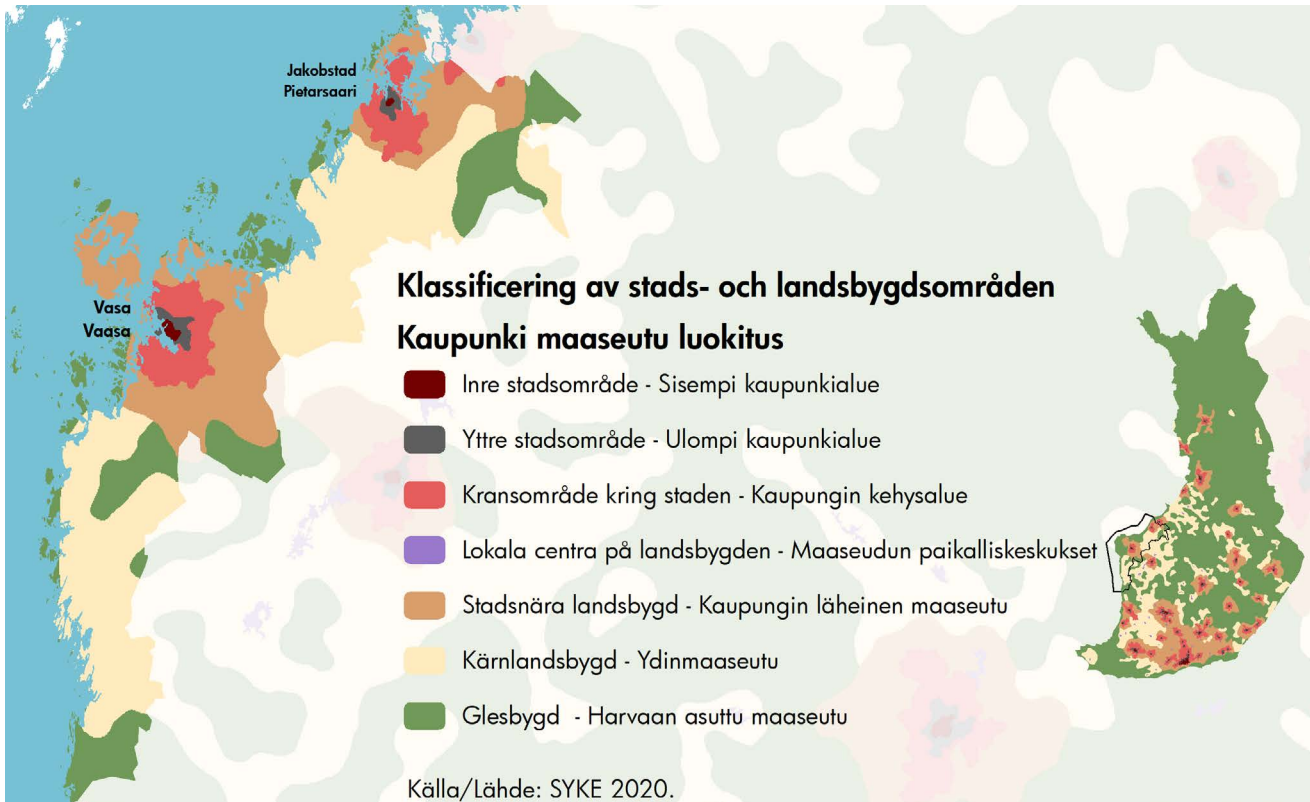 Jakobstad
Pietarsaari
Vasa
Vaasa
Klassificering av stads- och landsbygdsområden
Kaupunki maaseutu luokitus
Inre stadsområde - Sisempi kaupunkialue
Yttre stadsområde - Ulompi kaupunkialue
Kransområde kring staden - Kaupungin kehysalue
Lokala centra på landsbygden - Maaseudun paikalliskeskukset
Stadsnära landsbygd - Kaupungin läheinen maaseutu
Kärnlandsbygd - Ydinmaaseutu
Glesbygd - Harvaan asuttu maaseutu
Källa/Lähde: SYKE 2020.